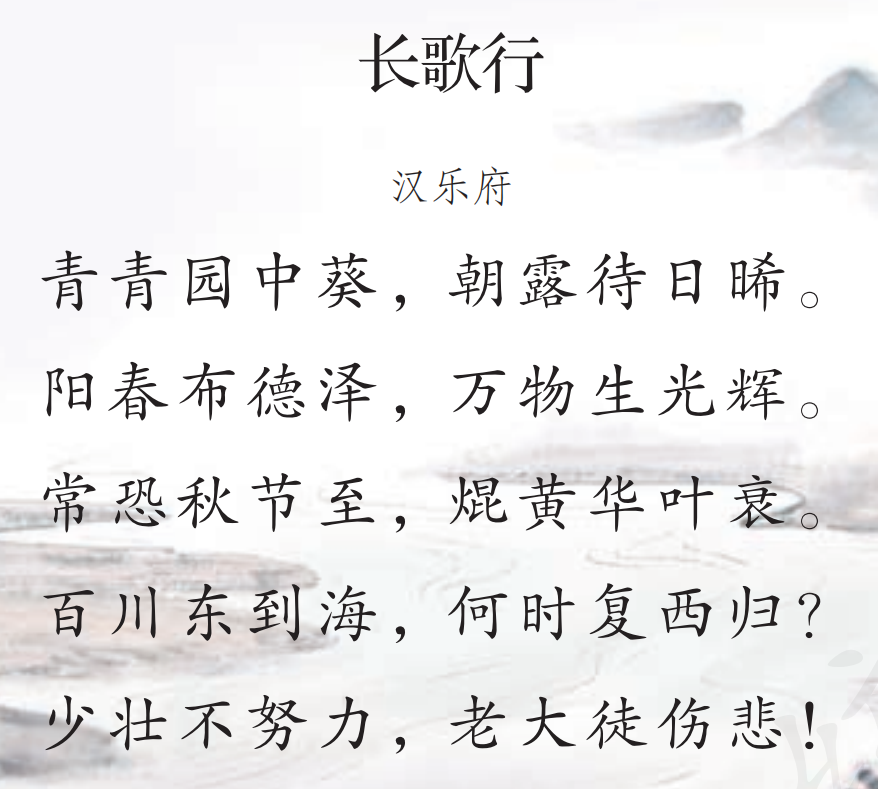 长歌行
汉乐府
青青园中葵，朝露待日晞。
阳春布德泽，万物生光辉。
常恐秋节至，焜黄华叶衰。
百川东到海，何时复西归？
少壮不努力，老大徒伤悲！